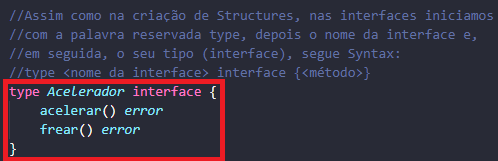 //Assim como na criação de Structures, nas interfaces iniciamos
//com a palavra reservada type, depois o nome da interface e,
//em seguida, o seu tipo (interface), segue Syntax:
//type <nome da interface> interface {<método>}
type Acelerador interface {
    acelerar() error
    frear() error
}